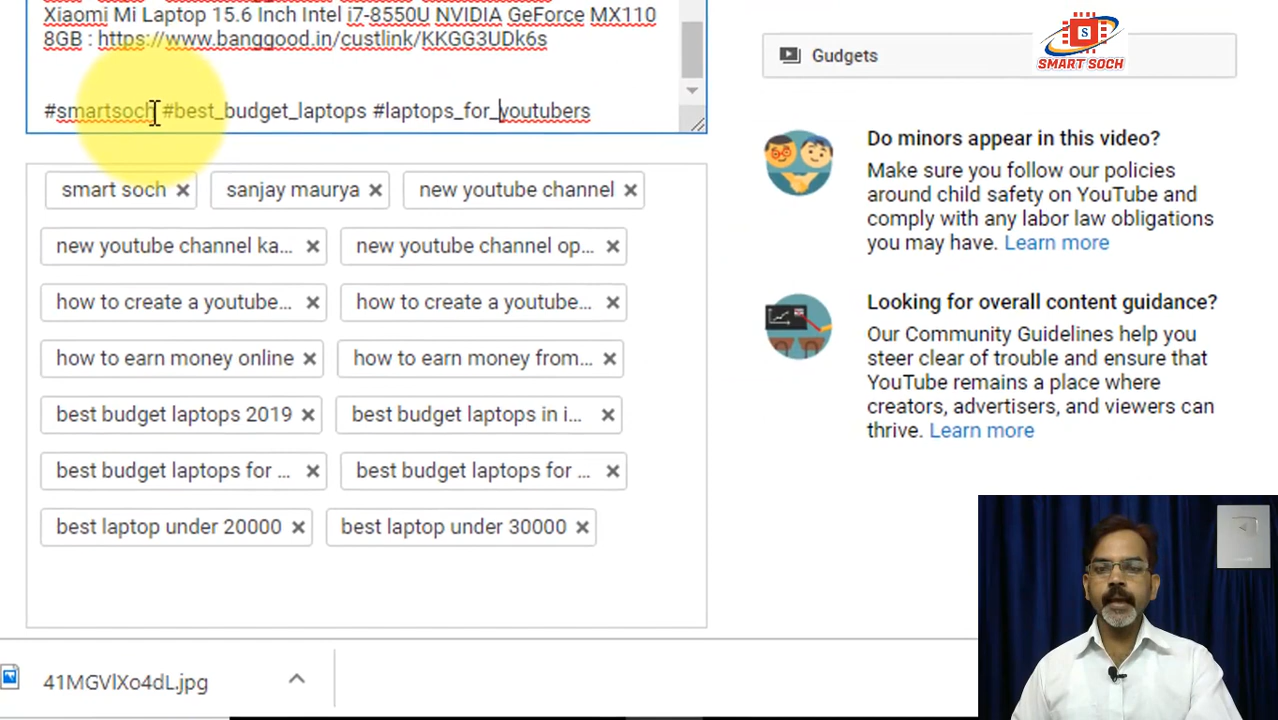 Xiaomi Mi Laptop 15.6 Inch Intel i7-8550U NVIDIA GeForce MX110
8GB : https://www.banggood.in/custlink/KKGG3UDk6s
#smartsoch #best_budget_laptops #laptops_for_youtubers
smart soch × sanjay maurya × new youtube channel ×
new youtube channel ka... × new youtube channel op... ×
how to create a youtube... × how to create a youtube... ×
how to earn money online × how to earn money from... ×
best budget laptops 2019 × best budget laptops in i... ×
best budget laptops for ... × best budget laptops for ... ×
best laptop under 20000 × best laptop under 30000 ×
41MGVlXo4dL.jpg
S
SMART SOCH
Gudgets
Do minors appear in this video?
Make sure you follow our policies
around child safety on YouTube and
comply with any labor law obligations
you may have. Learn more
Looking for overall content guidance?
Our Community Guidelines help you
steer clear of trouble and ensure that
YouTube remains a place where
creators, advertisers, and viewers can
thrive. Learn more